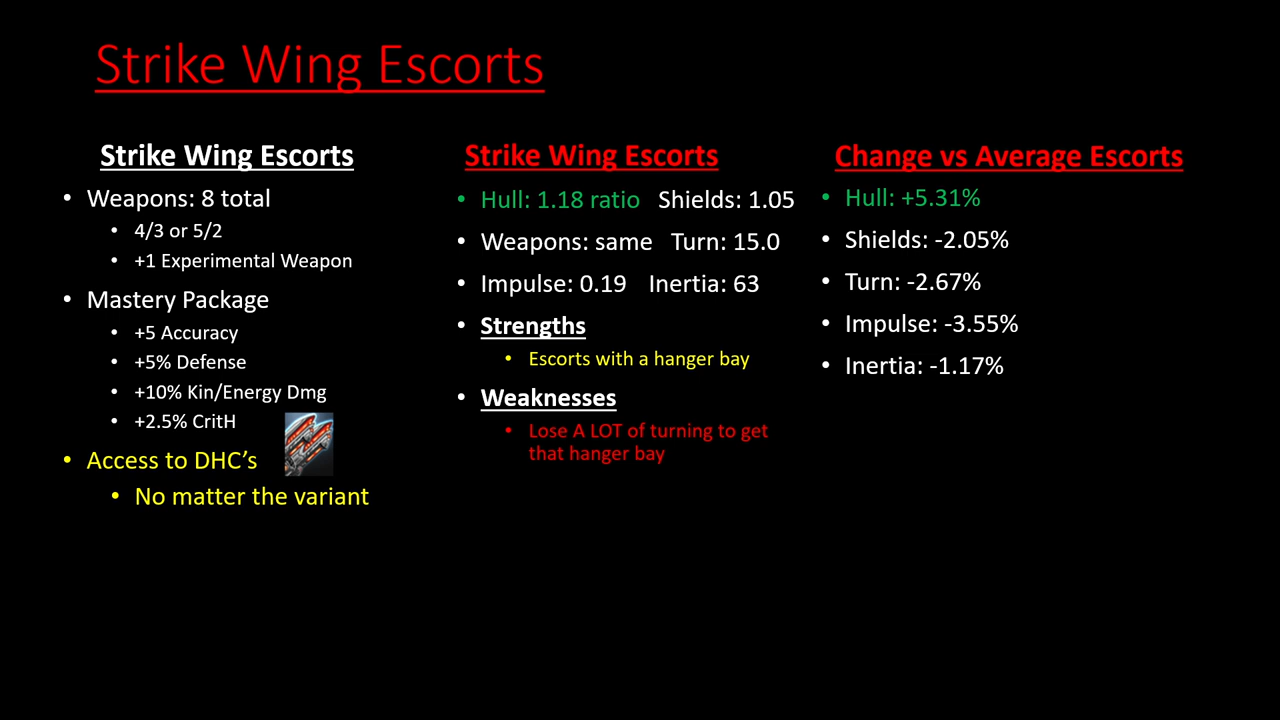 Strike Wing Escorts
Strike Wing Escorts
• Weapons: 8 total
• 4/3 or 5/2
• +1 Experimental Weapon
• Mastery Package
• +5 Accuracy
• +5% Defense
• +10% Kin/Energy Dmg
• +2.5% CritH
• Access to DHC’s
• No matter the variant
Strike Wing Escorts
• Hull: 1.18 ratio Shields: 1.05
• Weapons: same Turn: 15.0
• Impulse: 0.19 Inertia: 63
• Strengths
• Escorts with a hanger bay
• Weaknesses
• Lose A LOT of turning to get
that hanger bay
Change vs Average Escorts
• Hull: +5.31%
• Shields: -2.05%
• Turn: -2.67%
• Impulse: -3.55%
• Inertia: -1.17%